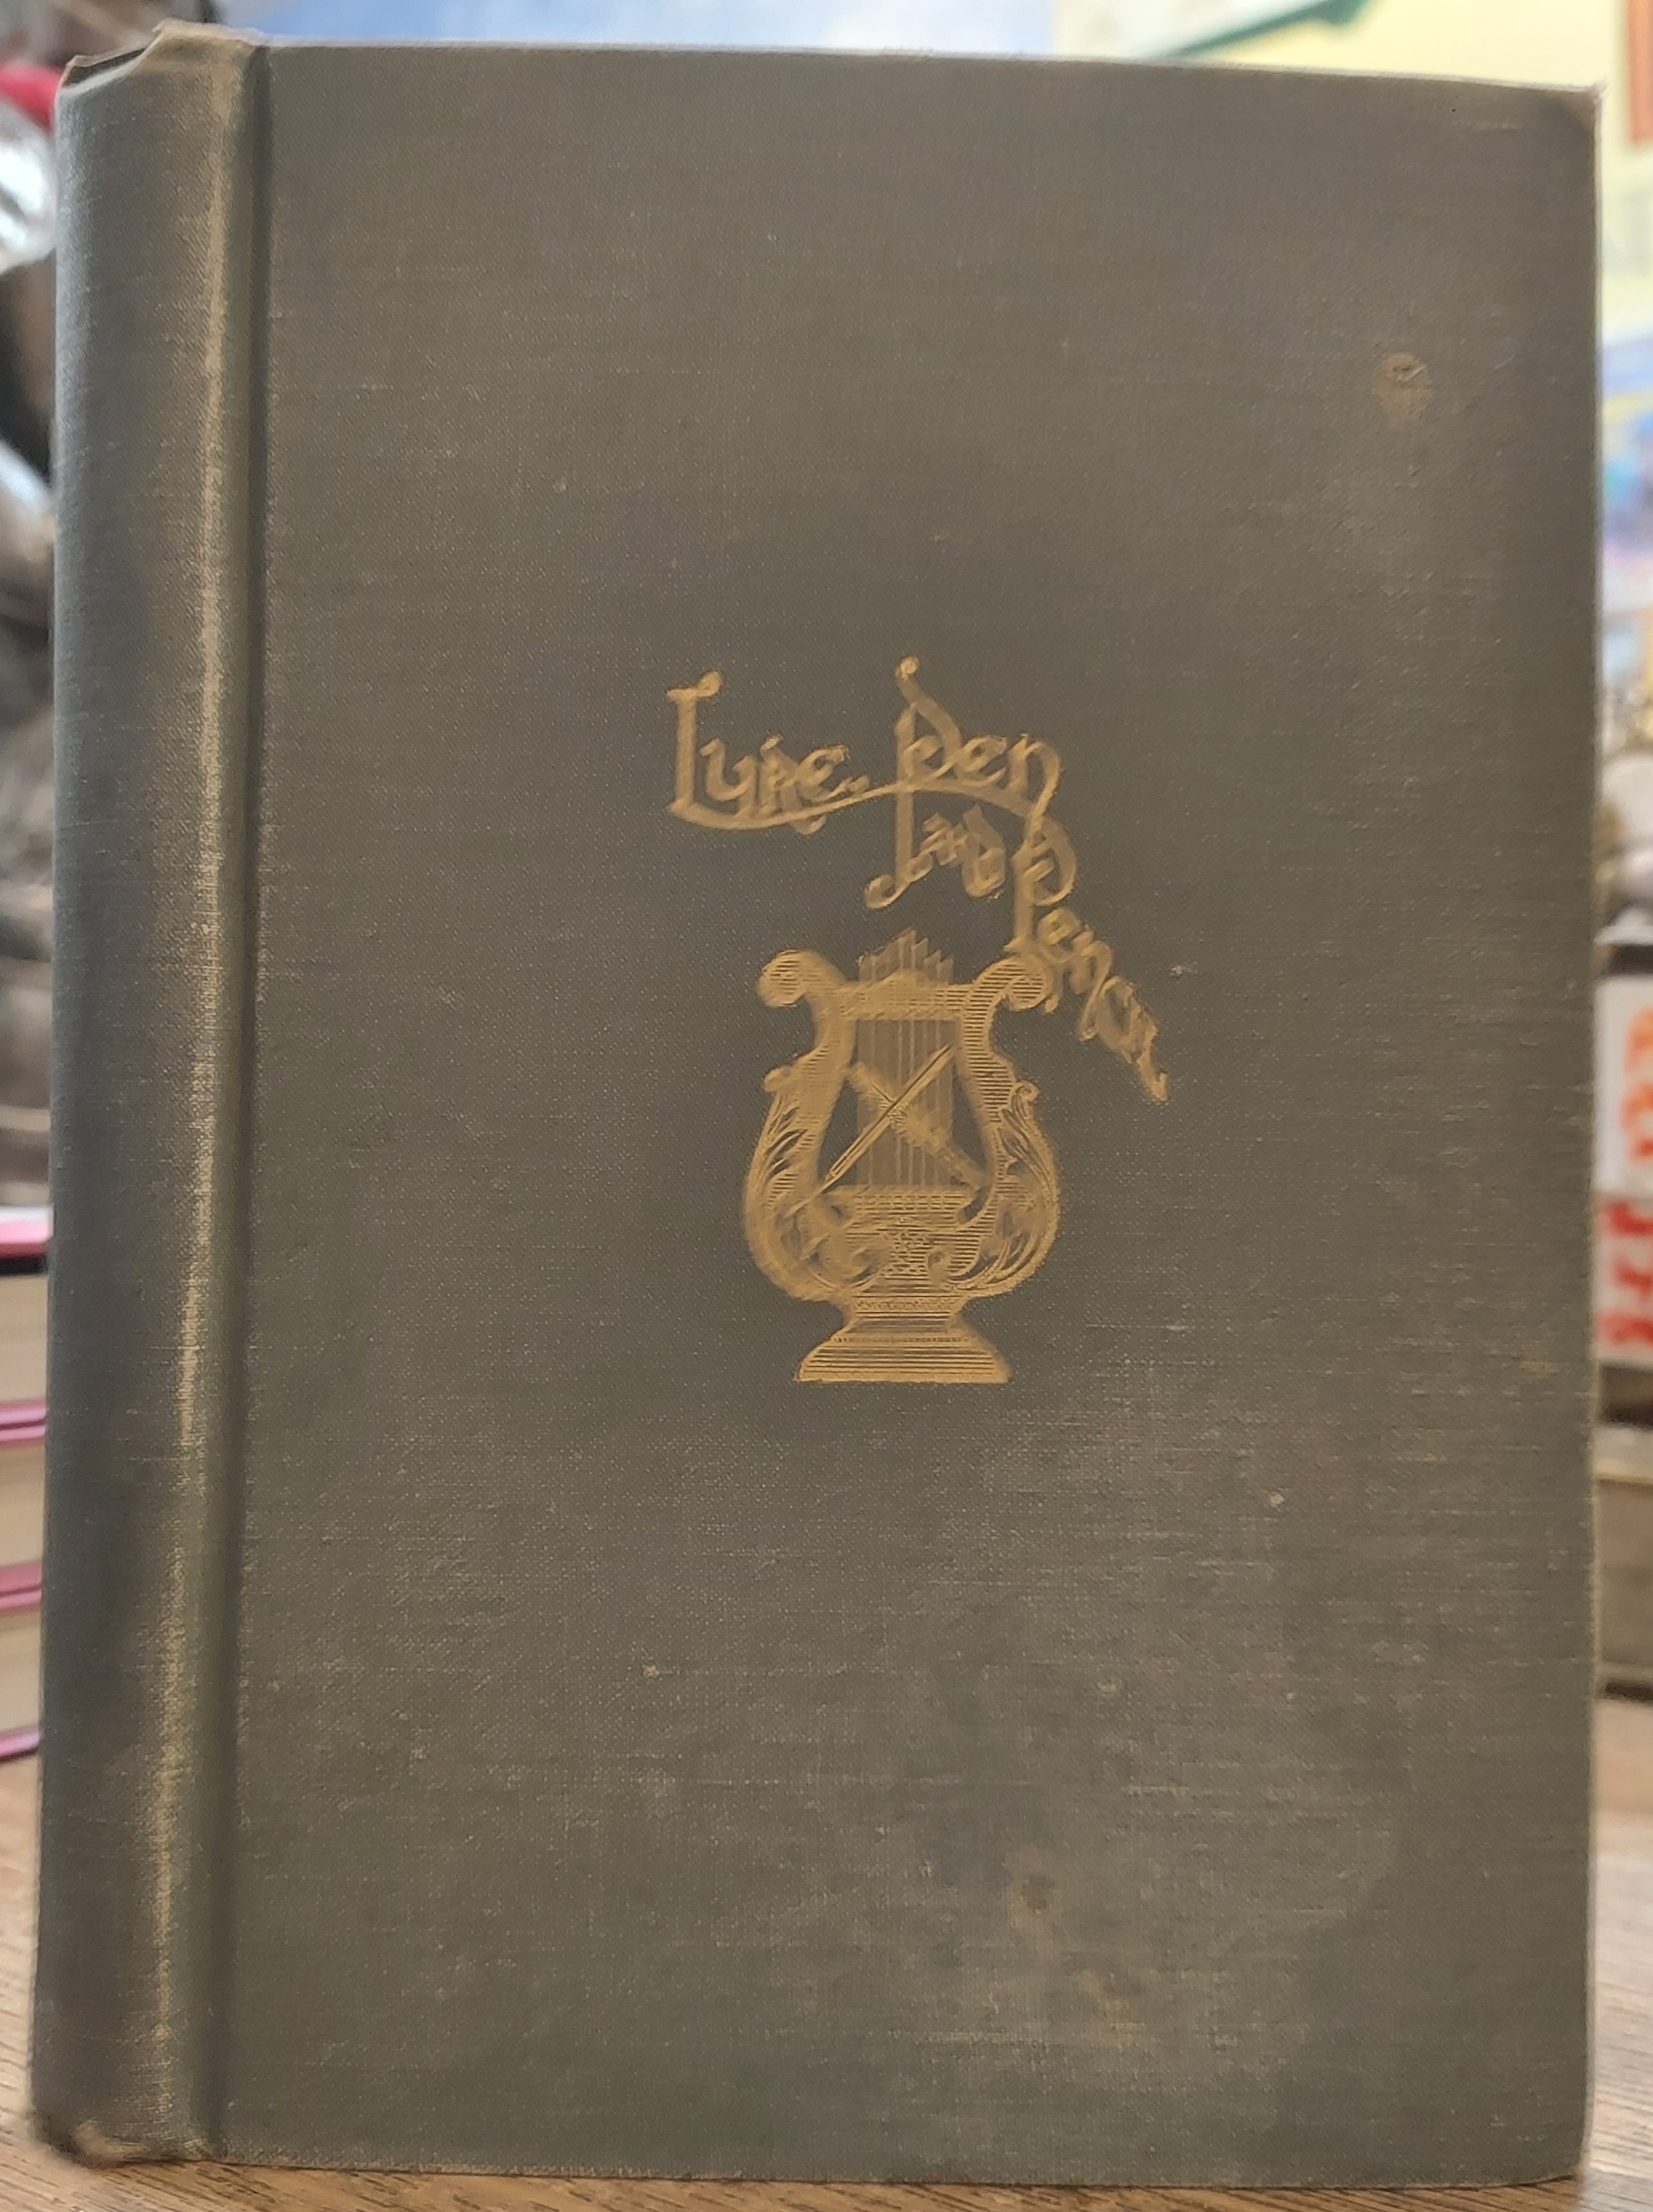 Lyre, Pen
and
Pencil